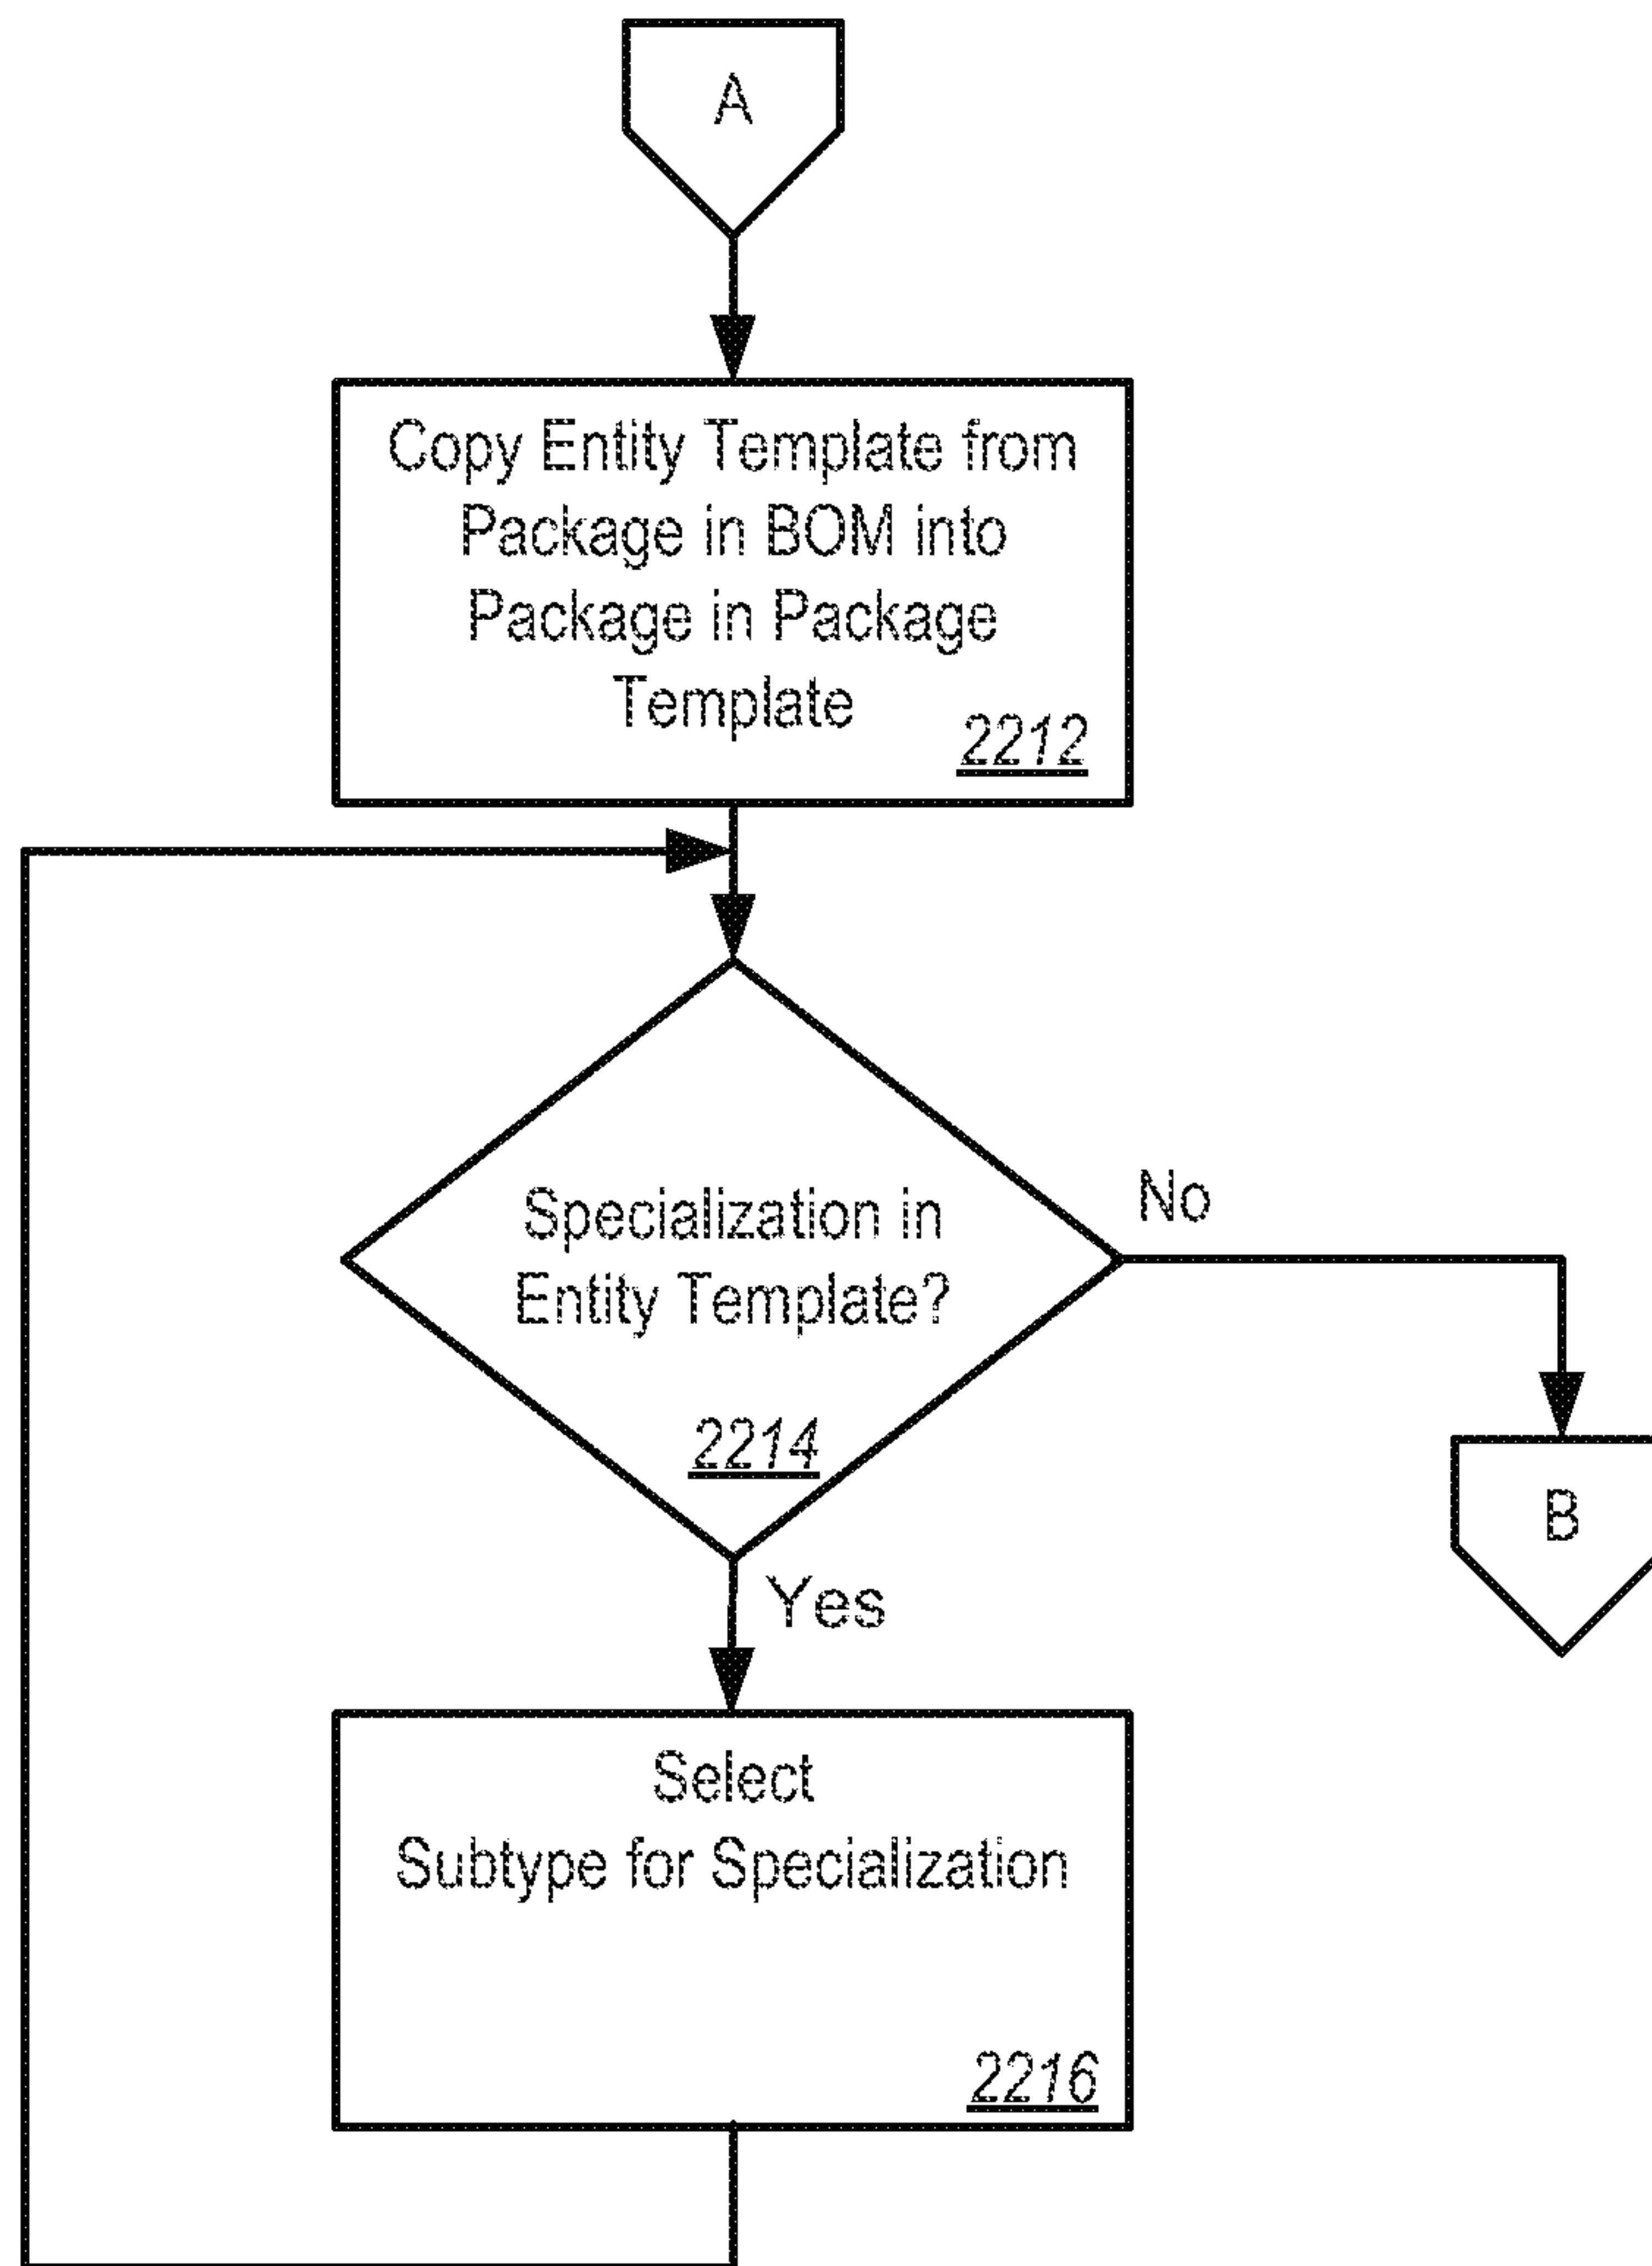 A
Copy Entity Template from
Package in BOM into
Package in Package
Template
2212
Specialization in
Entity Template?
2214
No
B
Yes
Select
Subtype for Specialization
2216